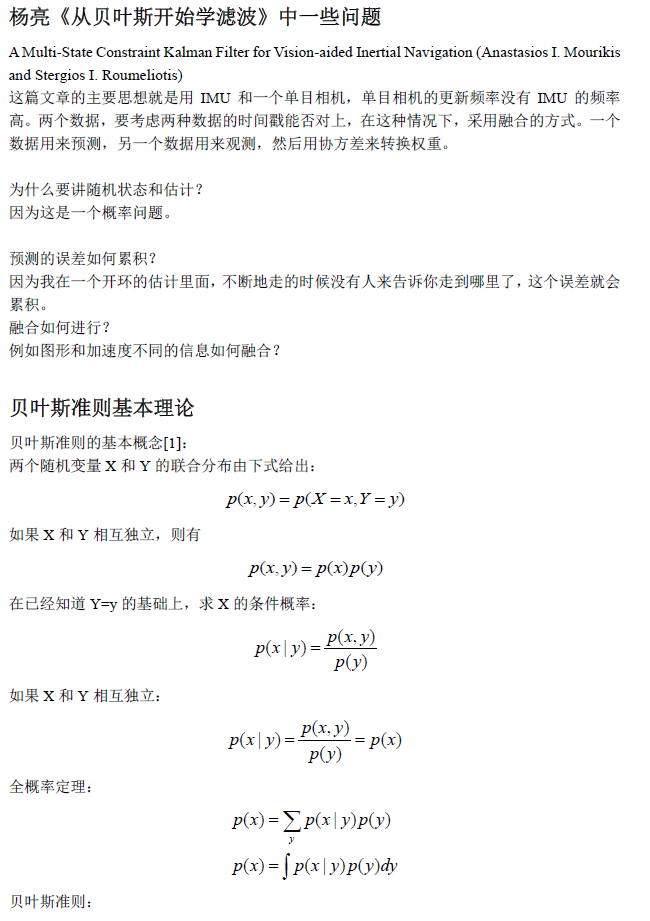 杨亮《从贝叶斯开始学滤波》中一些问题
A Multi-State Constraint Kalman Filter for Vision-aided Inertial Navigation (Anastasios I. Mourikis
and Stergios I. Roumeliotis)
这篇文章的主要思想就是用 IMU 和一个单目相机，单目相机的更新频率没有 IMU 的频率
高。两个数据，要考虑两种数据的时间戳能否对上，在这种情况下，采用融合的方式。一个
数据用来预测，另一个数据用来观测，然后用协方差来转换权重。
为什么要讲随机状态和估计？
因为这是一个概率问题。
预测的误差如何累积？
因为我在一个开环的估计里面，不断地走的时候没有人来告诉你走到哪里了，这个误差就会
累积。
融合如何进行？
例如图形和加速度不同的信息如何融合？
贝叶斯准则基本理论
贝叶斯准则的基本概念[1]：
两个随机变量 X 和 Y 的联合分布由下式给出：
p(x, y) = p(X = x, Y = y)
如果 X 和 Y 相互独立，则有
p(x, y) = p(x)p(y)
在已经知道 Y=y 的基础上，求 X 的条件概率：
p(x | y) = p(x, y) / p(y)
如果 X 和 Y 相互独立：
p(x | y) = p(x, y) / p(y) = p(x)
全概率定理：
p(x) = ∑_y p(x | y)p(y)
p(x) = ∫ p(x | y)p(y)dy
贝叶斯准则：